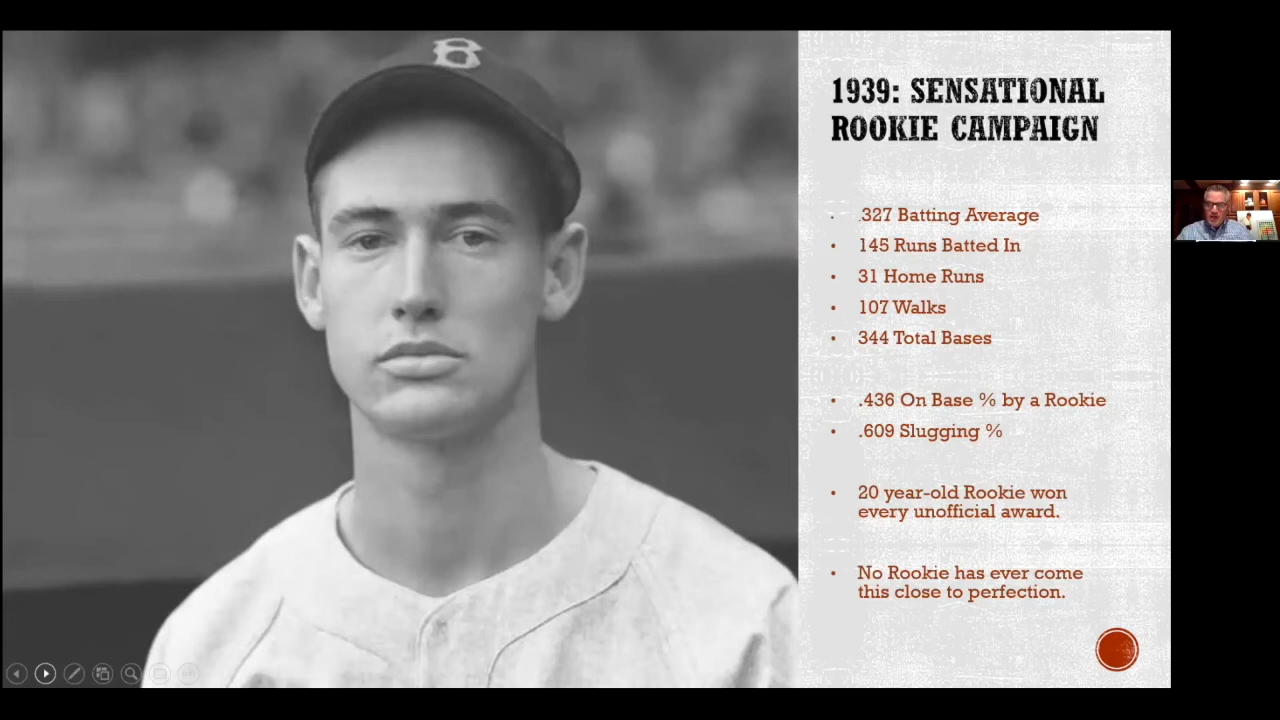 B
1939: SENSATIONAL
ROOKIE CAMPAIGN
.327 Batting Average
145 Runs Batted In
31 Home Runs
107 Walks
344 Total Bases
.436 On Base % by a Rookie
.609 Slugging %
20 year-old Rookie won
every unofficial award.
No Rookie has ever come
this close to perfection.